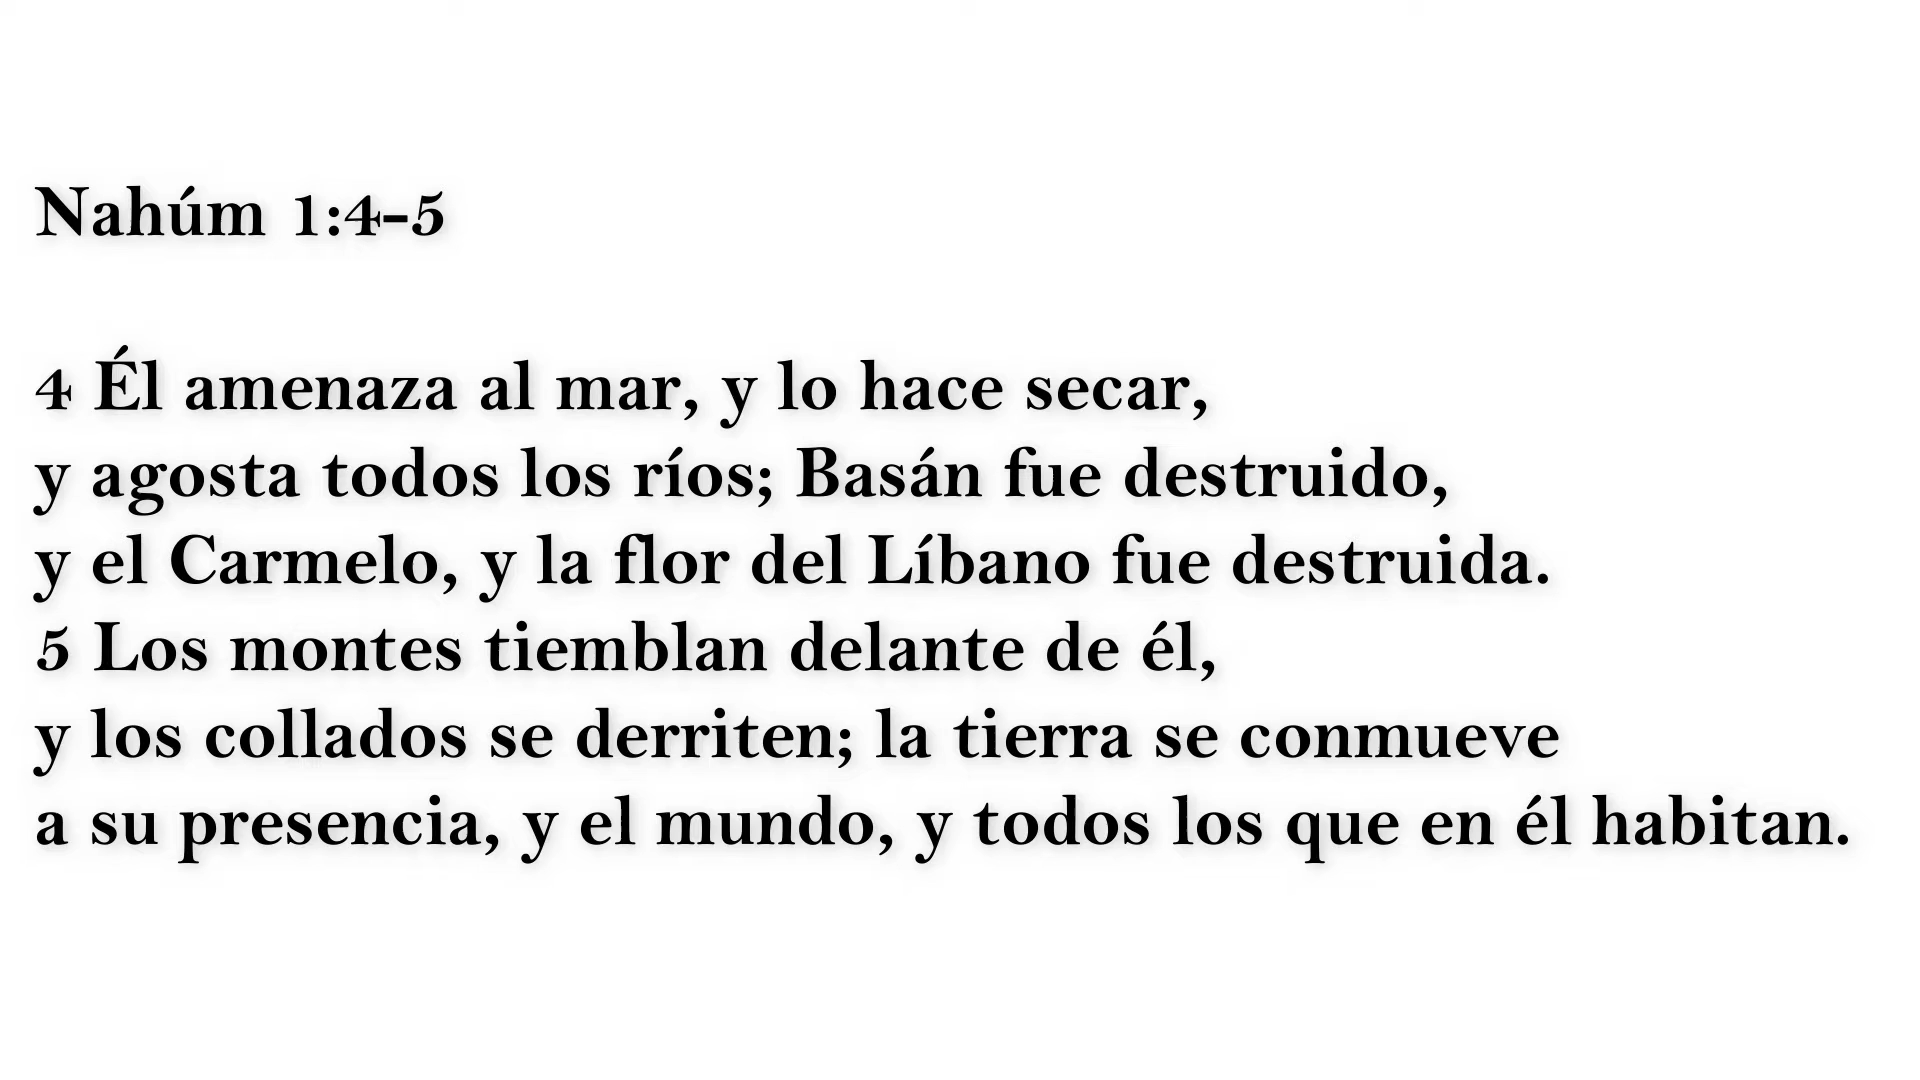 Nahúm 1:4-5
4 Él amenaza al mar, y lo hace secar,
y agosta todos los ríos; Basán fue destruido,
y el Carmelo, y la flor del Líbano fue destruida.
5 Los montes tiemblan delante de él,
y los collados se derriten; la tierra se conmueve
a su presencia, y el mundo, y todos los que en él habitan.